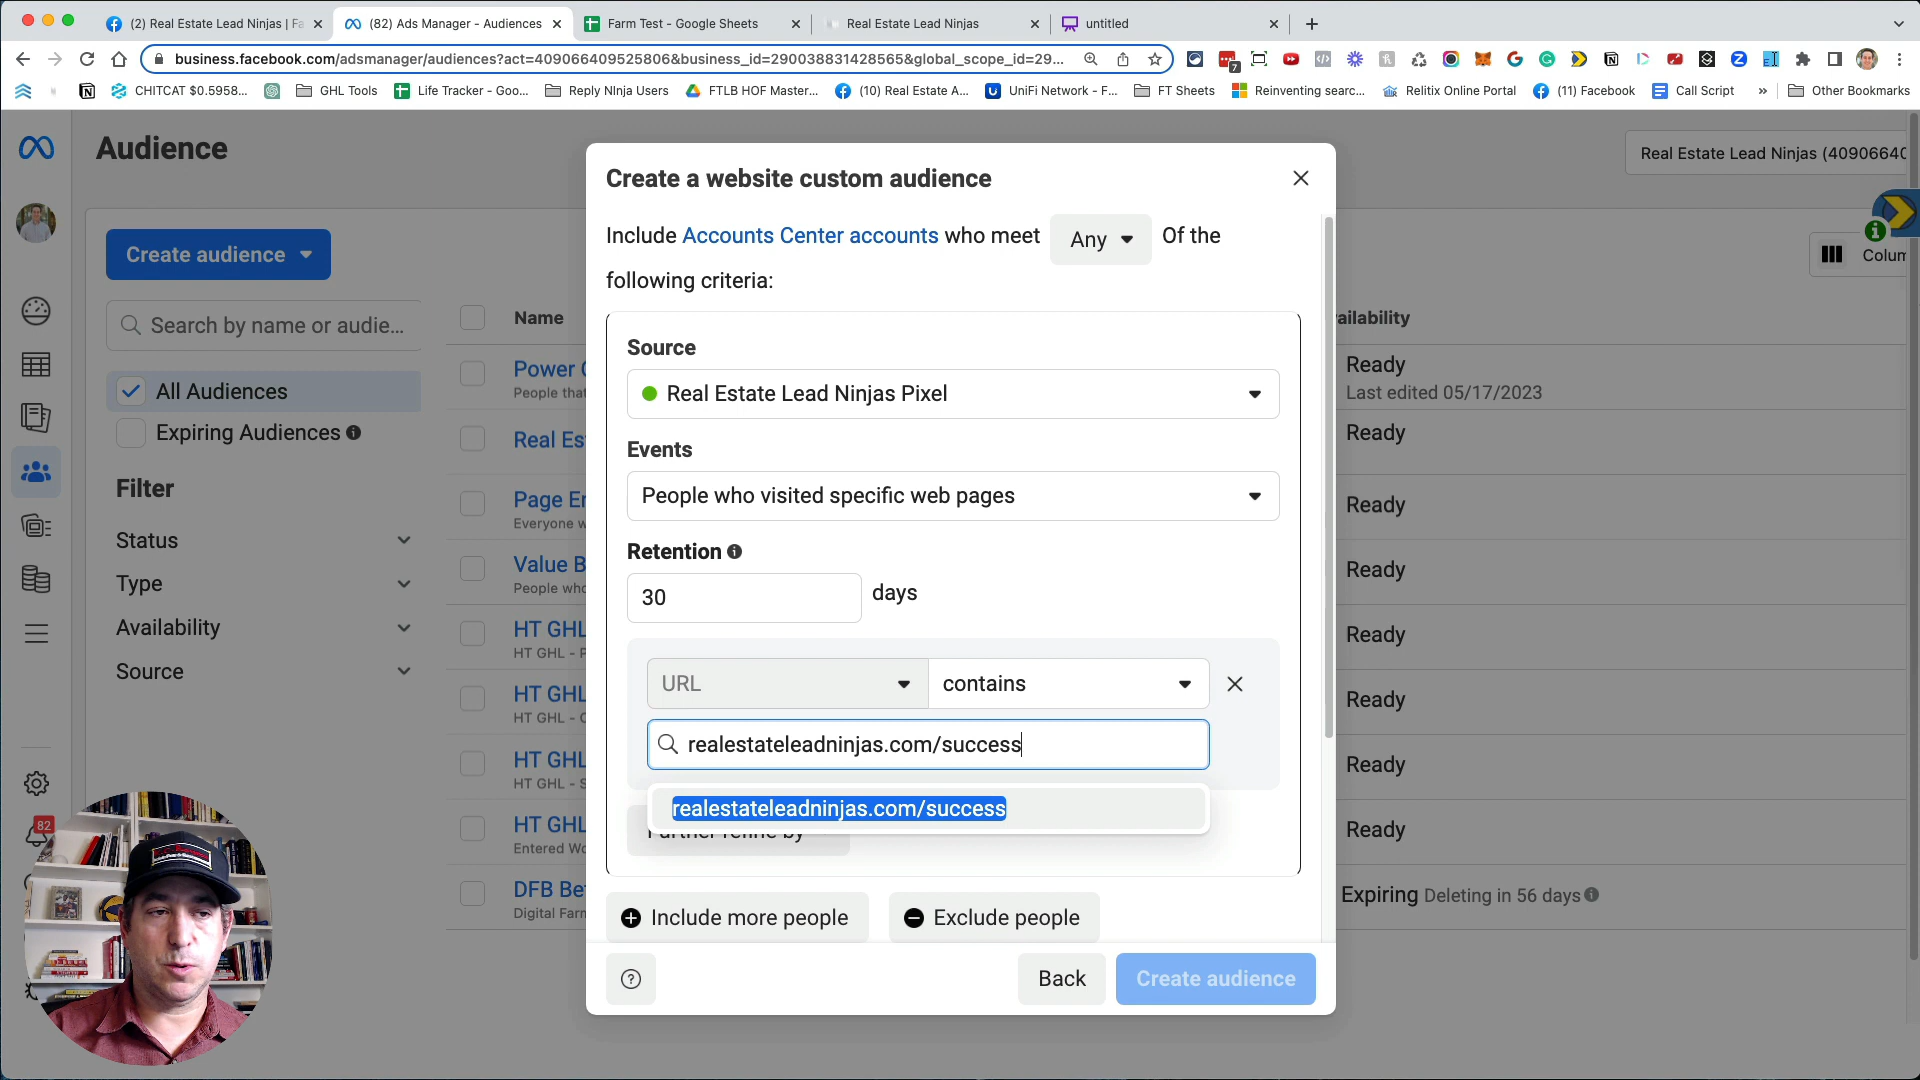 (2) Real Estate Lead Ninjas | Fa
(82) Ads Manager - Audiences
Farm Test - Google Sheets
Real Estate Lead Ninjas
untitled
business.facebook.com/adsmanager/audiences?act=409066409525806&business_id=290038831428565&global_scope_id=29...
7
CHITCAT $0.5958...
GHL Tools
Life Tracker - Goo...
Reply NInja Users
FTLB HOF Master...
(10) Real Estate A...
UniFi Network - F...
FT Sheets
Reinventing searc...
Relitix Online Portal
(11) Facebook
Call Script
»
Other Bookmarks
Audience
Real Estate Lead Ninjas (4090664C
Create audience
Search by name or audie...
All Audiences
Expiring Audiences
Filter
Status
Type
Availability
Source
82
Colum
Name
ailability
Power C
People that
Ready
Last edited 05/17/2023
Real Es
Ready
Page En
Everyone w
Ready
Value B
People who
Ready
HT GHL
HT GHL - P
Ready
HT GHL
HT GHL - C
Ready
HT GHL
HT GHL - S
Ready
HT GHL
Entered Wo
Ready
DFB Bet
Digital Farm
Expiring Deleting in 56 days
Create a website custom audience
Include Accounts Center accounts who meet Any Of the
following criteria:
Source
Real Estate Lead Ninjas Pixel
Events
People who visited specific web pages
Retention
30 days
URL contains
realestateleadninjas.com/success
realestateleadninjas.com/success
Further refine by
Include more people
Exclude people
Back
Create audience